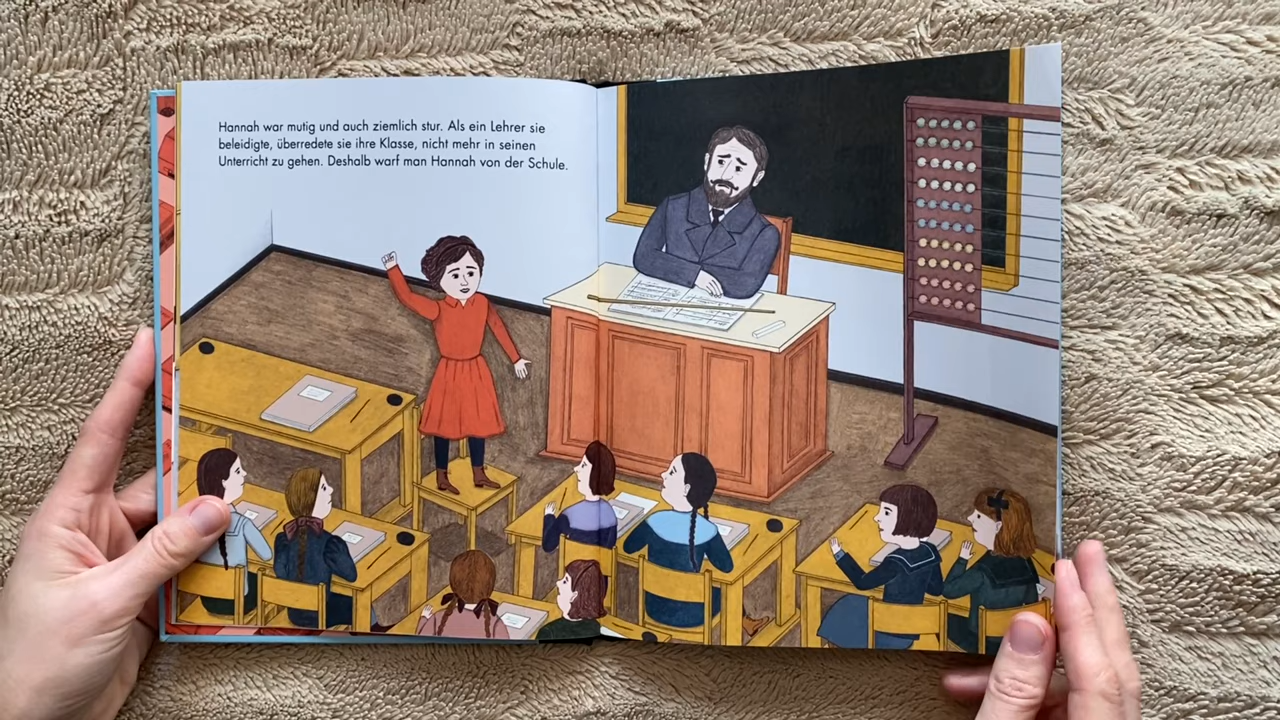 Hannah war mutig und auch ziemlich stur. Als ein Lehrer sie
beleidigte, überredete sie ihre Klasse, nicht mehr in seinen
Unterricht zu gehen. Deshalb warf man Hannah von der Schule.